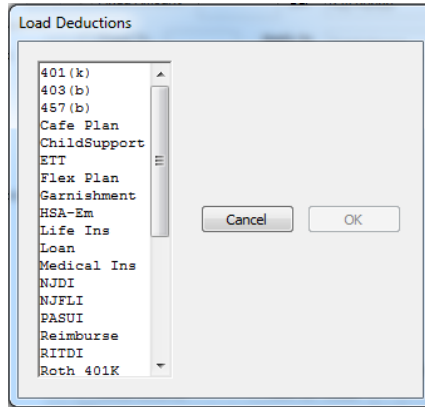 Load Deductions
401(k)
403(b)
457(b)
Cafe Plan
ChildSupport
ETT
Flex Plan
Garnishment
HSA-Em
Life Ins
Loan
Medical Ins
NJDI
NJFLI
PASUI
Reimburse
RITDI
Roth 401K
Cancel
OK